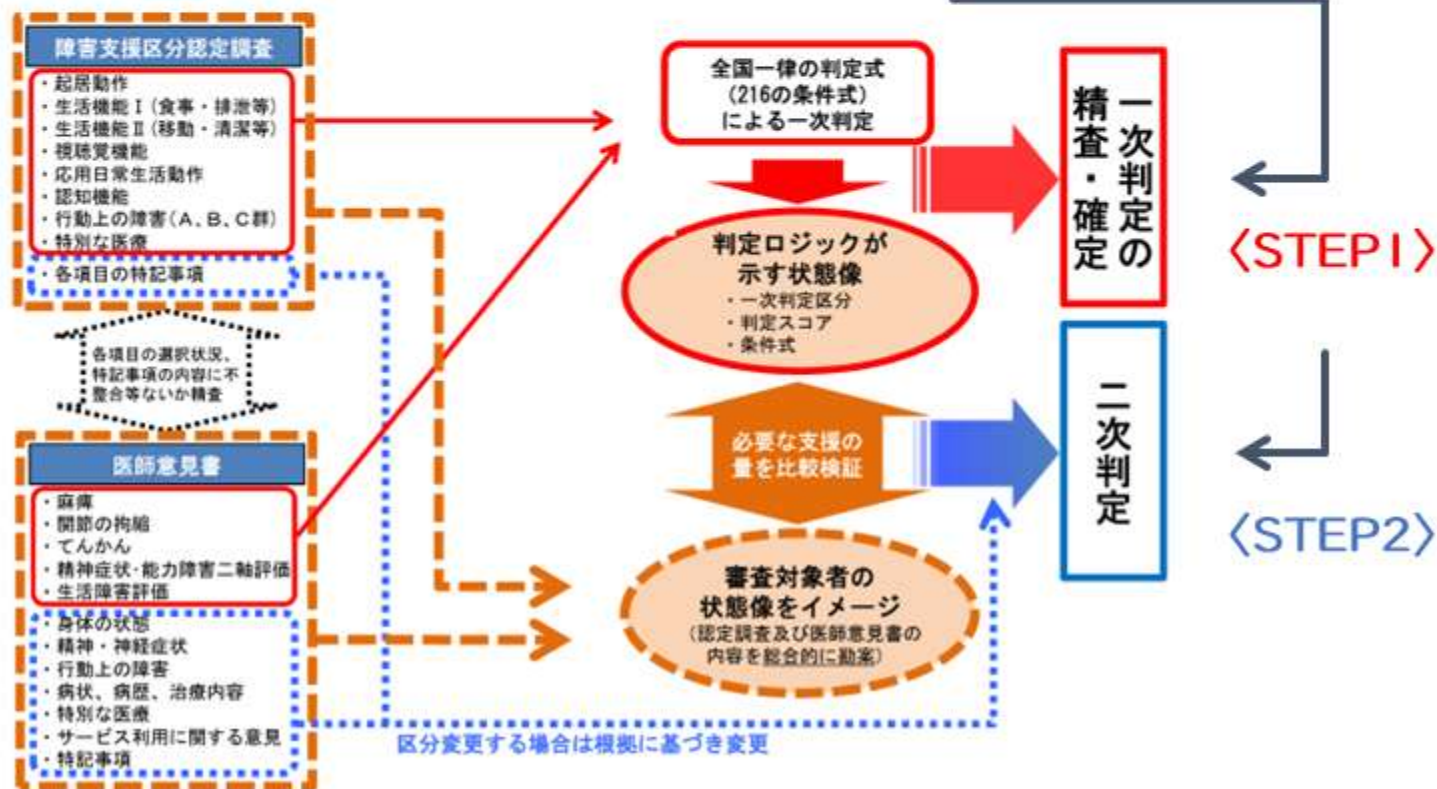 障害支援区分認定調査
・起居動作
・生活機能Ⅰ(食事・排泄等)
・生活機能Ⅱ(移動・清潔等)
・視聴覚機能
・応用日常生活動作
・認知機能
・行動上の障害(A、B、C群)
・特別な医療
・各項目の特記事項
各項目の選択状況、
特記事項の内容に不
整合等ないか精査
医師意見書
・麻痺
・関節の拘縮
・てんかん
・精神症状・能力障害二軸評価
・生活障害評価
・身体の状態
・精神・神経症状
・行動上の障害
・病状、病歴、治療内容
・特別な医療
・サービス利用に関する意見
・特記事項
全国一律の判定式
(216の条件式)
による一次判定
判定ロジックが
示す状態像
・一次判定区分
・判定スコア
・条件式
必要な支援の
量を比較検証
審査対象者の
状態像をイメージ
(認定調査及び医師意見書の
内容を総合的に勘案)
区分変更する場合は根拠に基づき変更
一次判定の
精査・確定
〈STEP1〉
二次判定
〈STEP2〉